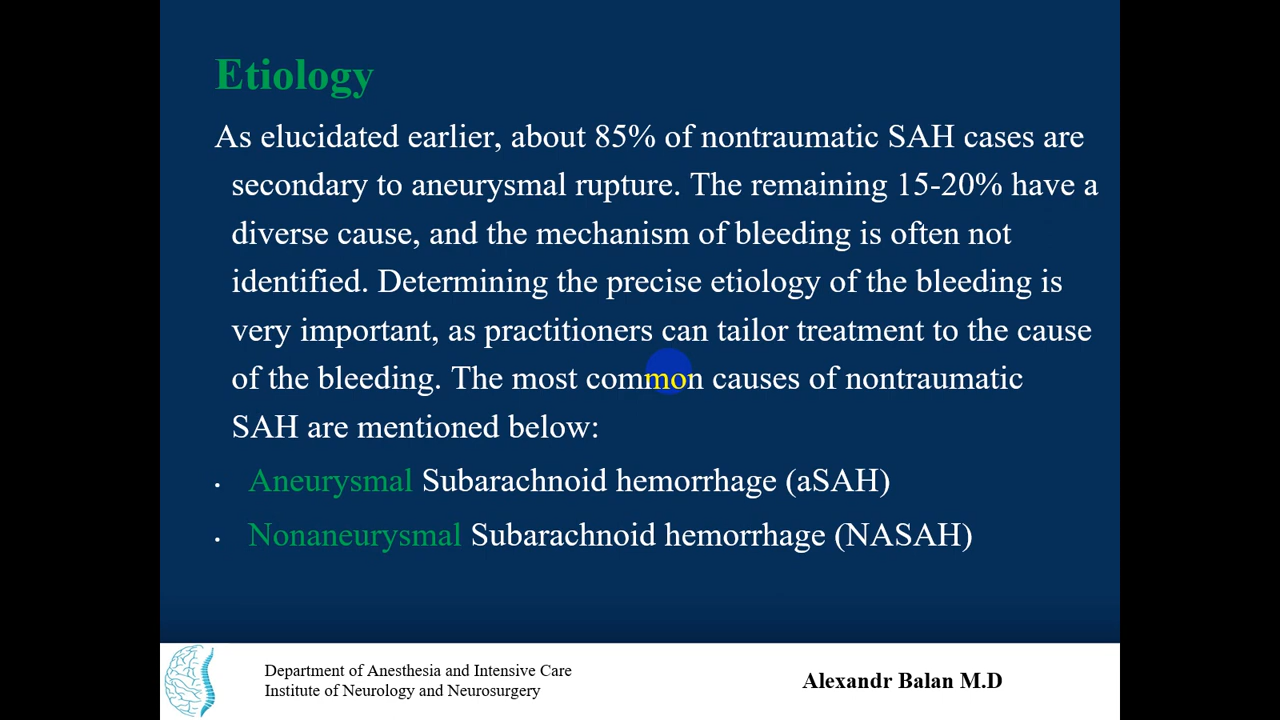 Etiology
As elucidated earlier, about 85% of nontraumatic SAH cases are
secondary to aneurysmal rupture. The remaining 15-20% have a
diverse cause, and the mechanism of bleeding is often not
identified. Determining the precise etiology of the bleeding is
very important, as practitioners can tailor treatment to the cause
of the bleeding. The most common causes of nontraumatic
SAH are mentioned below:
• Aneurysmal Subarachnoid hemorrhage (aSAH)
• Nonaneurysmal Subarachnoid hemorrhage (NASAH)
Department of Anesthesia and Intensive Care
Institute of Neurology and Neurosurgery
Alexandr Balan M.D